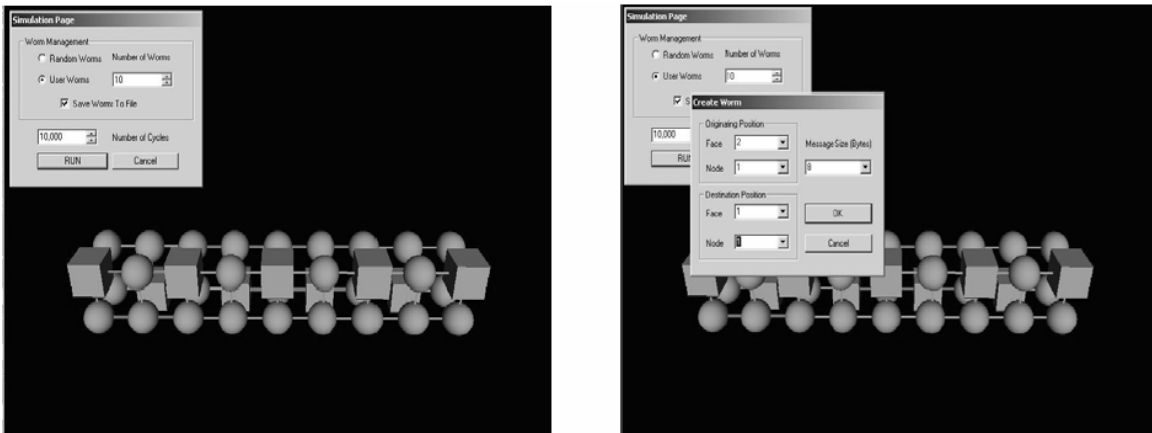 Simulation Page
Worm Management
Random Worms Number of Worms
User Worms 10
Save Worms To File
10,000 Number of Cycles
RUN Cancel
Simulation Page
Worm Management
Random Worms Number of Worms
User Worms 10
S
10,000
RU
Create Worm
Originating Position
Face 2 Message Size (Bytes)
Node 1 8
Destination Position
Face 1 OK
Node 1 Cancel